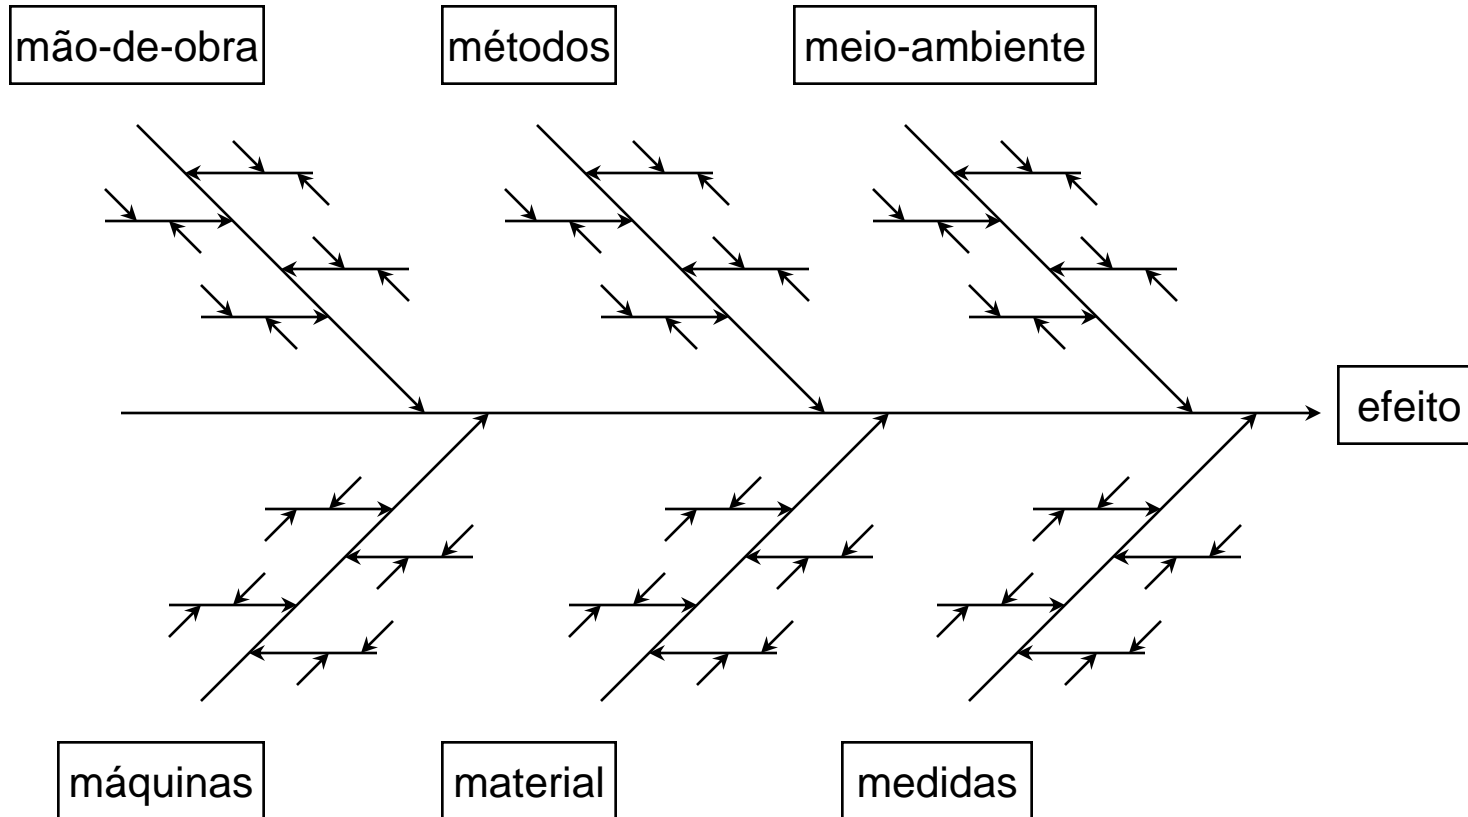 mão-de-obra
métodos
meio-ambiente
efeito
máquinas
material
medidas